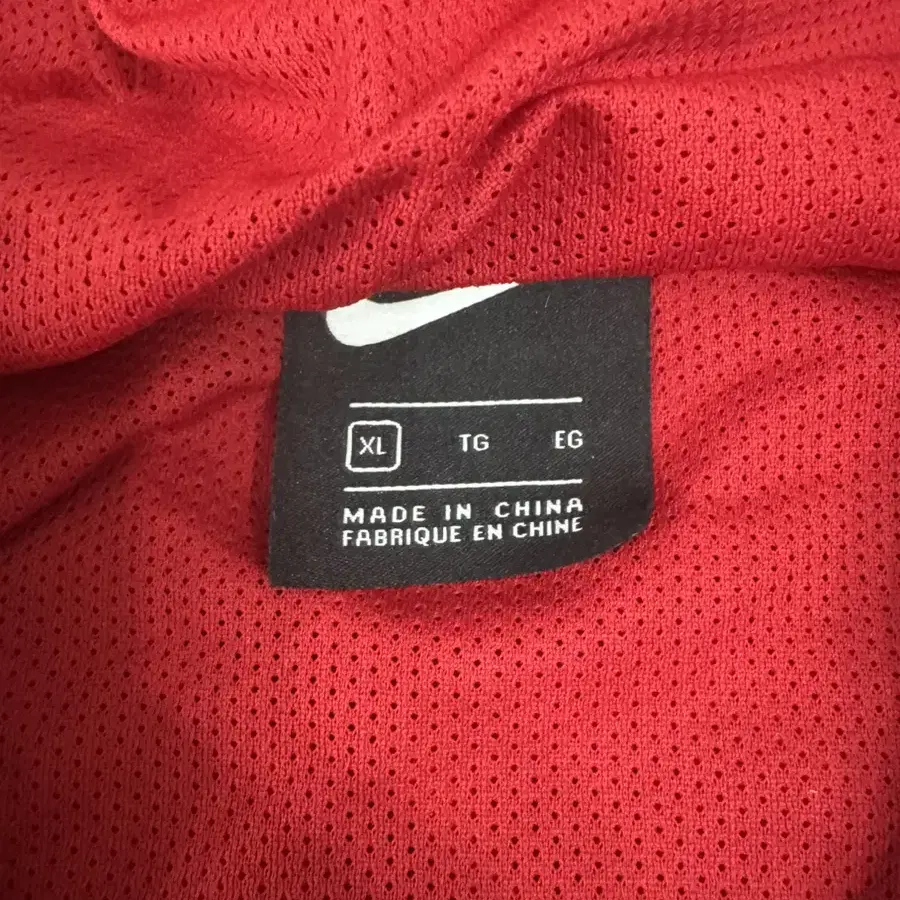 XL TG EG
MADE IN CHINA
FABRIQUE EN CHINE